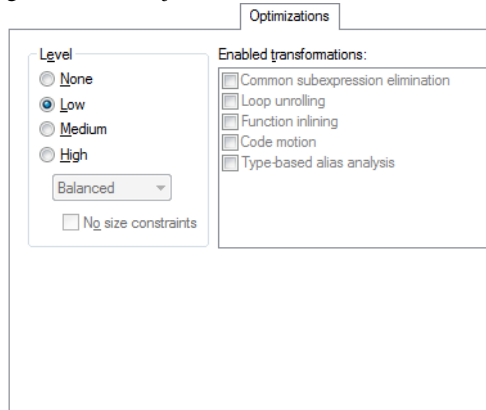 Optimizations
Level
None
Low
Medium
High
Balanced
No size constraints
Enabled transformations:
Common subexpression elimination
Loop unrolling
Function inlining
Code motion
Type-based alias analysis